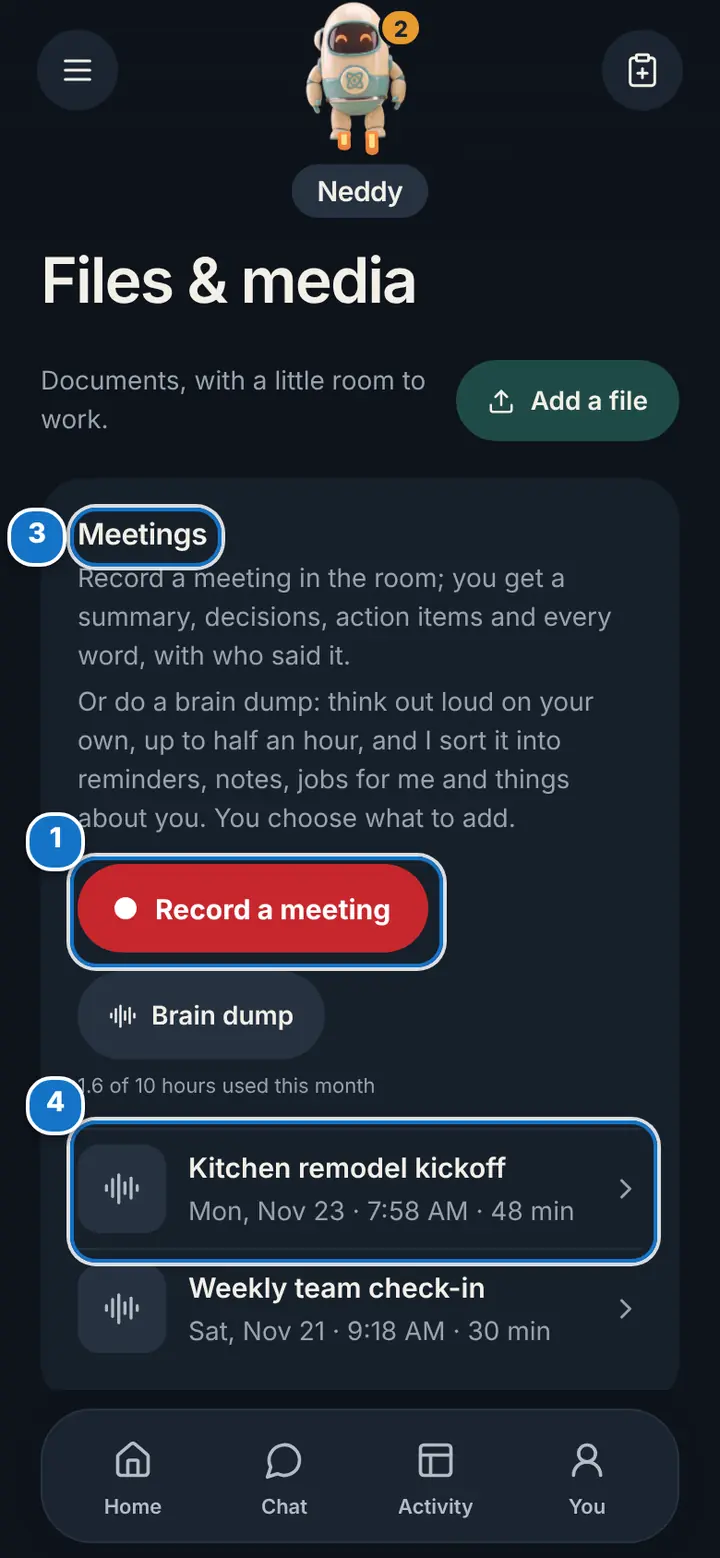 2
Neddy
Files & media
Documents, with a little room to
work.
Add a file
3
Meetings
Record a meeting in the room; you get a
summary, decisions, action items and every
word, with who said it.
Or do a brain dump: think out loud on your
own, up to half an hour, and I sort it into
reminders, notes, jobs for me and things
about you. You choose what to add.
1
Record a meeting
Brain dump
1.6 of 10 hours used this month
4
Kitchen remodel kickoff
Mon, Nov 23 · 7:58 AM · 48 min
Weekly team check-in
Sat, Nov 21 · 9:18 AM · 30 min
Home
Chat
Activity
You